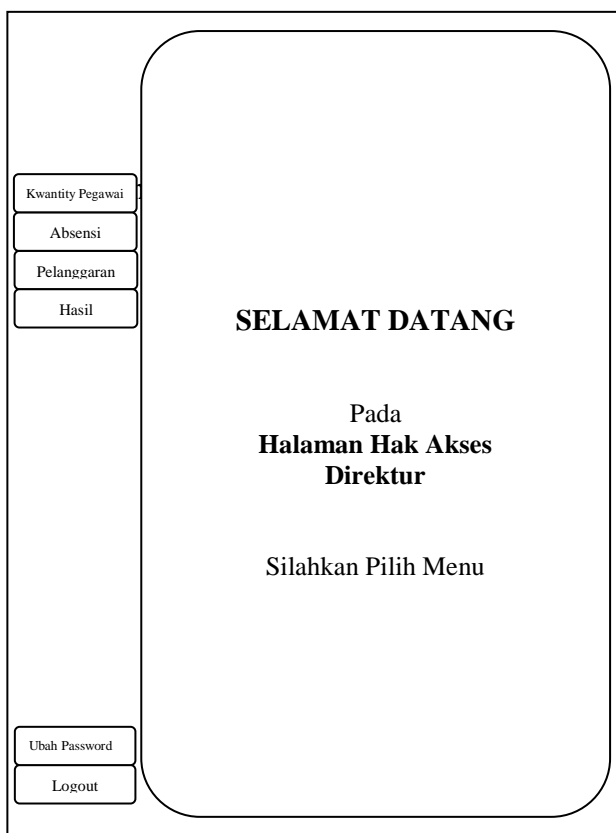 Kwantity Pegawai
Absensi
Pelanggaran
Hasil
SELAMAT DATANG
Pada
Halaman Hak Akses
Direktur
Silahkan Pilih Menu
Ubah Password
Logout